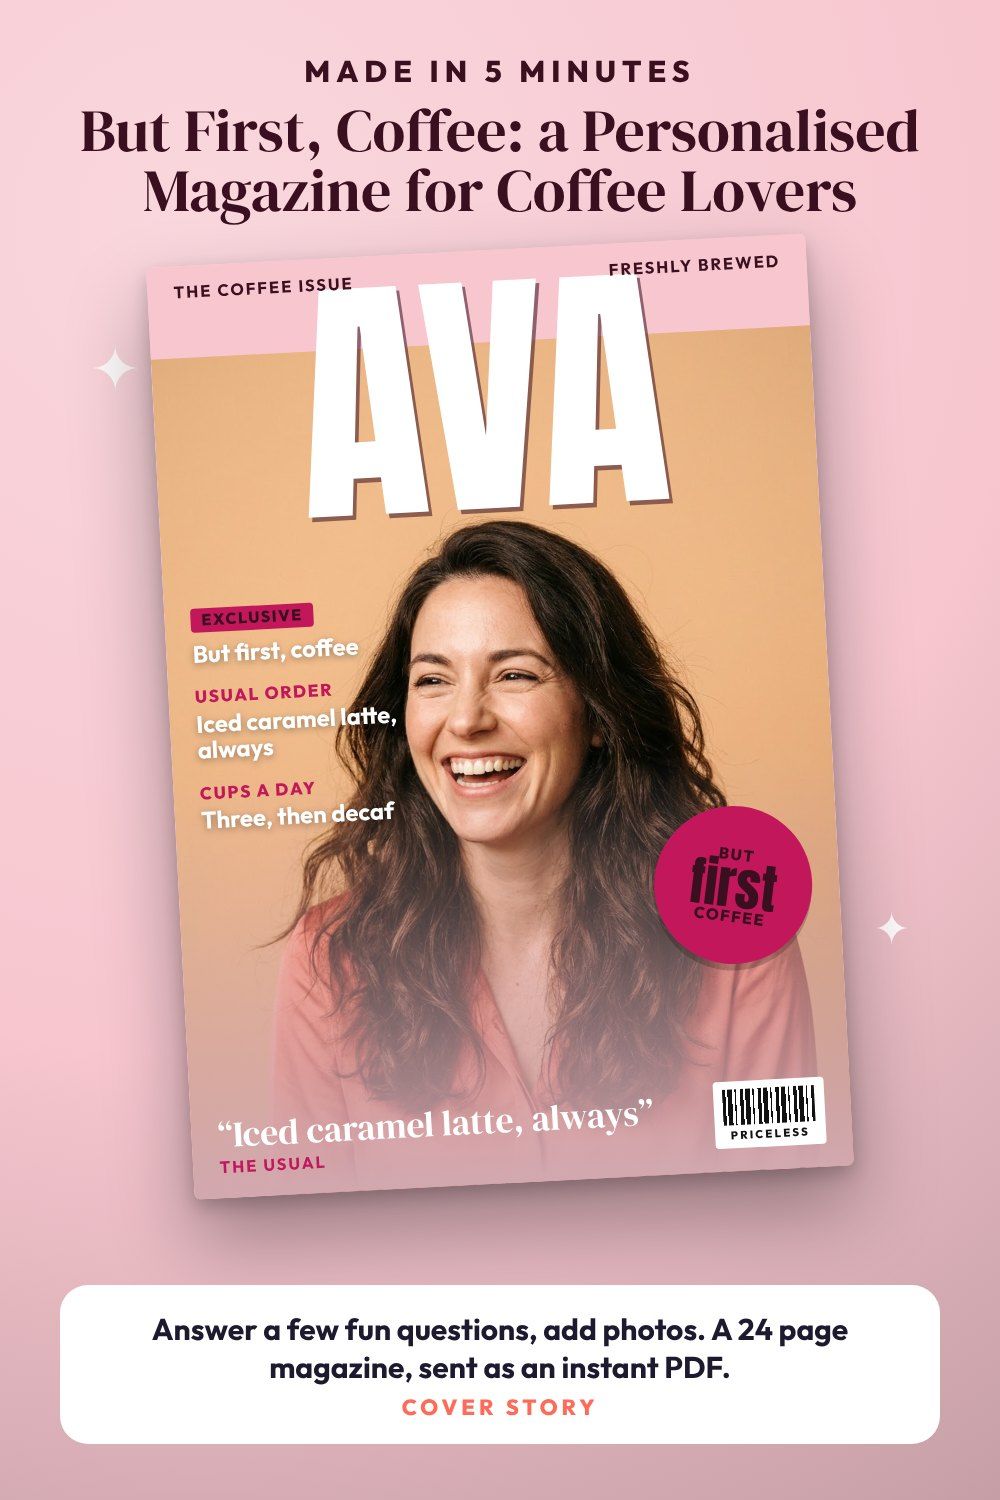 MADE IN 5 MINUTES
But First, Coffee: a Personalised
Magazine for Coffee Lovers
THE COFFEE ISSUE
FRESHLY BREWED
AVA
EXCLUSIVE
But first, coffee
USUAL ORDER
Iced caramel latte,
always
CUPS A DAY
Three, then decaf
BUT
first
COFFEE
“Iced caramel latte, always”
THE USUAL
PRICELESS
Answer a few fun questions, add photos. A 24 page
magazine, sent as an instant PDF.
COVER STORY